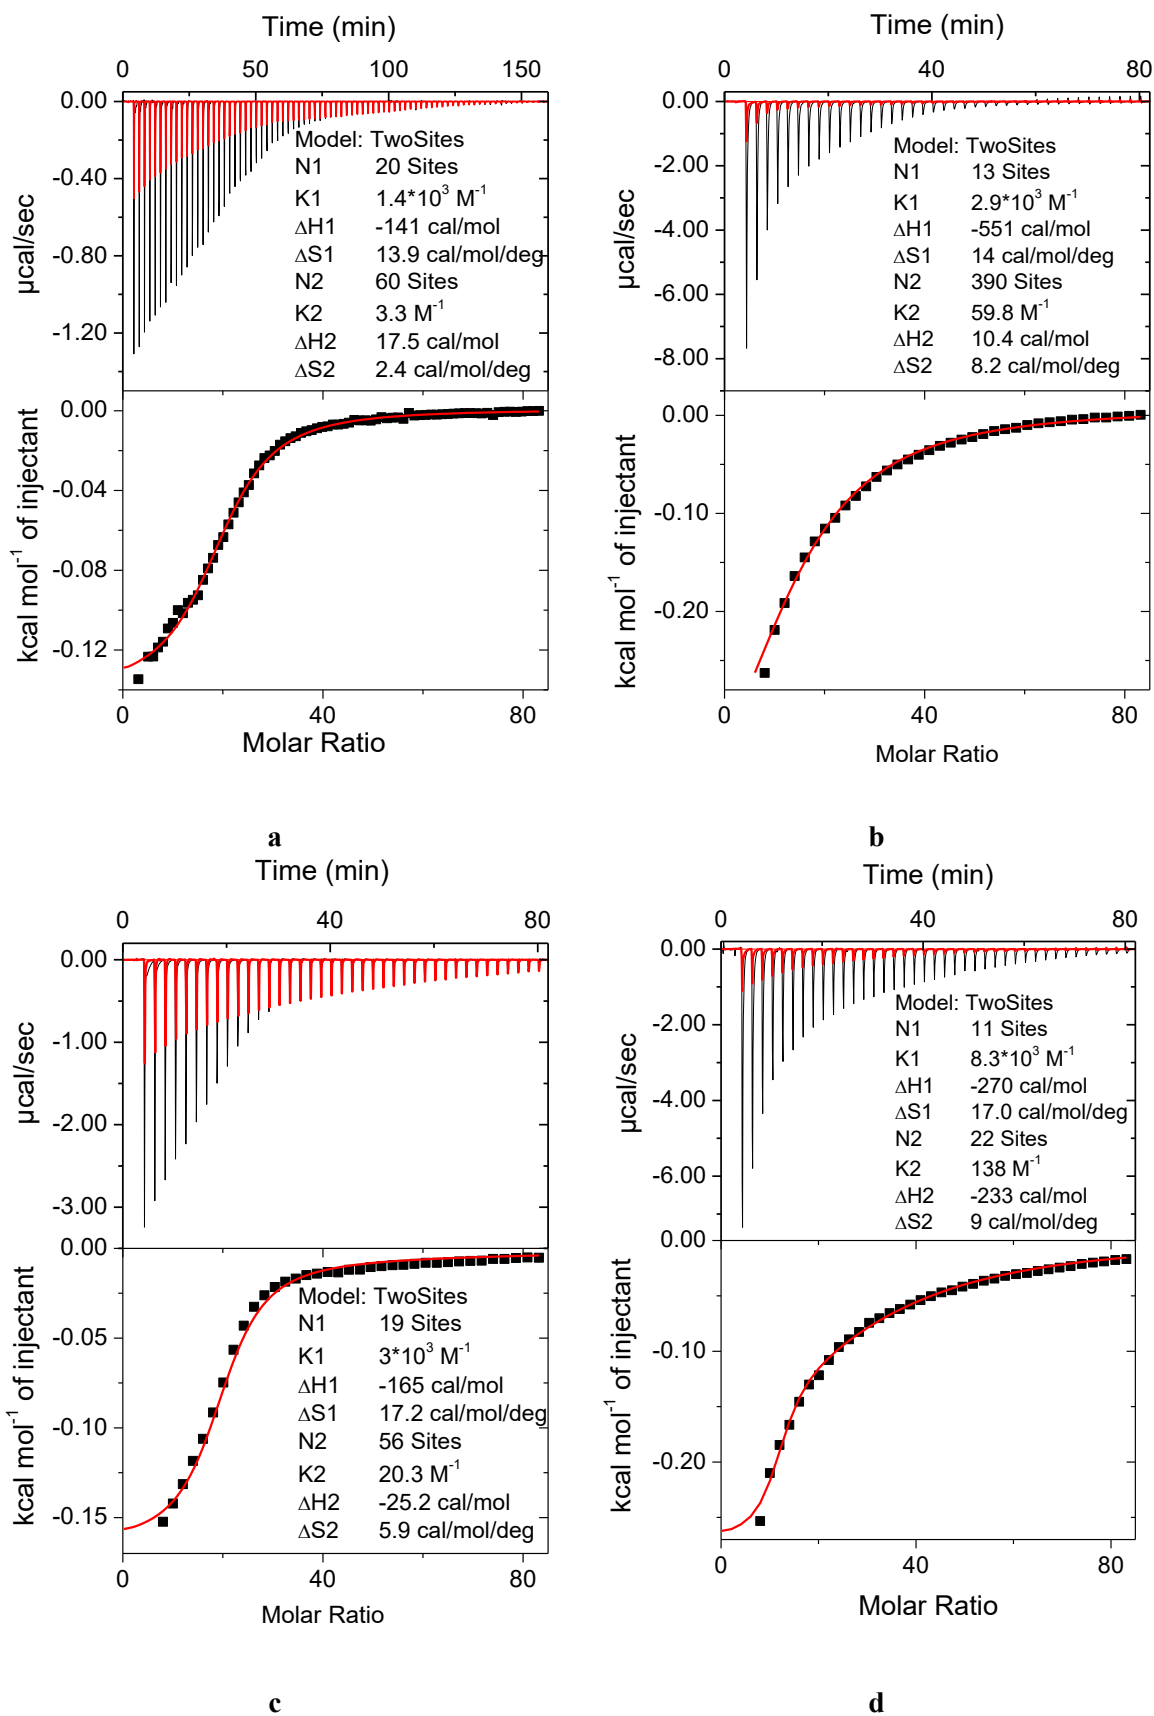 Time (min)
0 50 100 150
0.00
-0.40
-0.80
-1.20
µcal/sec
Model: TwoSites
N1 20 Sites
K1 1.4*10³ M⁻¹
ΔH1 -141 cal/mol
ΔS1 13.9 cal/mol/deg
N2 60 Sites
K2 3.3 M⁻¹
ΔH2 17.5 cal/mol
ΔS2 2.4 cal/mol/deg
0.00
-0.04
-0.08
-0.12
kcal mol⁻¹ of injectant
0 40 80
Molar Ratio
a
Time (min)
0 40 80
0.00
-2.00
-4.00
-6.00
-8.00
µcal/sec
Model: TwoSites
N1 13 Sites
K1 2.9*10³ M⁻¹
ΔH1 -551 cal/mol
ΔS1 14 cal/mol/deg
N2 390 Sites
K2 59.8 M⁻¹
ΔH2 10.4 cal/mol
ΔS2 8.2 cal/mol/deg
0.00
-0.10
-0.20
kcal mol⁻¹ of injectant
0 40 80
Molar Ratio
b
Time (min)
0 40 80
0.00
-1.00
-2.00
-3.00
µcal/sec
0.00
-0.05
-0.10
-0.15
kcal mol⁻¹ of injectant
Model: TwoSites
N1 19 Sites
K1 3*10³ M⁻¹
ΔH1 -165 cal/mol
ΔS1 17.2 cal/mol/deg
N2 56 Sites
K2 20.3 M⁻¹
ΔH2 -25.2 cal/mol
ΔS2 5.9 cal/mol/deg
0 40 80
Molar Ratio
c
Time (min)
0 40 80
0.00
-2.00
-4.00
-6.00
µcal/sec
Model: TwoSites
N1 11 Sites
K1 8.3*10³ M⁻¹
ΔH1 -270 cal/mol
ΔS1 17.0 cal/mol/deg
N2 22 Sites
K2 138 M⁻¹
ΔH2 -233 cal/mol
ΔS2 9 cal/mol/deg
0.00
-0.10
-0.20
kcal mol⁻¹ of injectant
0 40 80
Molar Ratio
d